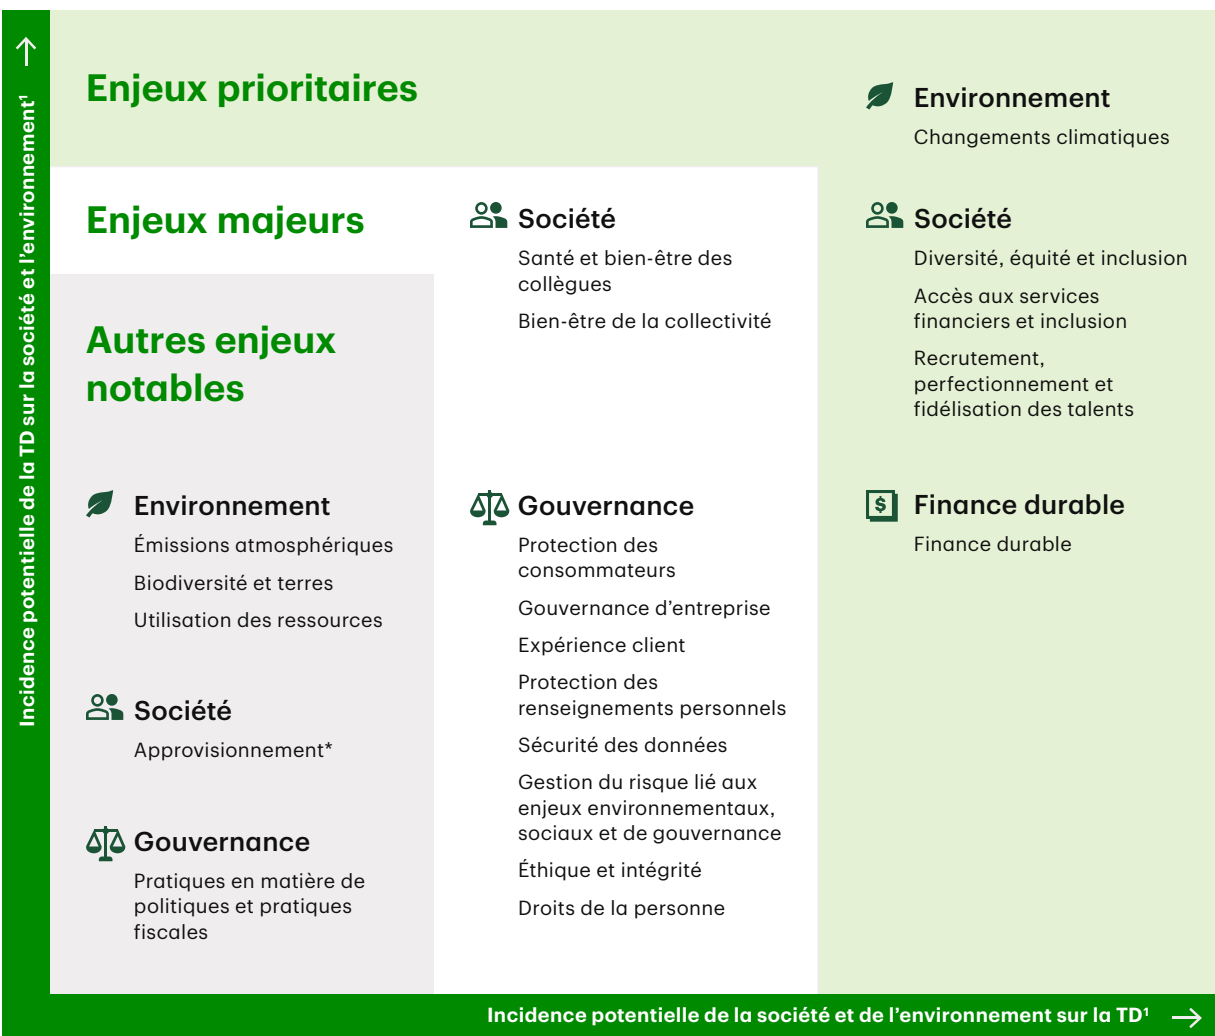 Incidence potentielle de la TD sur la société et l'environnement¹
Enjeux prioritaires
Environnement
Changements climatiques
Société
Diversité, équité et inclusion
Accès aux services
financiers et inclusion
Recrutement,
perfectionnement et
fidélisation des talents
$
Finance durable
Finance durable
Enjeux majeurs
Société
Santé et bien-être des
collègues
Bien-être de la collectivité
Gouvernance
Protection des
consommateurs
Gouvernance d'entreprise
Expérience client
Protection des
renseignements personnels
Sécurité des données
Gestion du risque lié aux
enjeux environnementaux,
sociaux et de gouvernance
Éthique et intégrité
Droits de la personne
Autres enjeux
notables
Environnement
Émissions atmosphériques
Biodiversité et terres
Utilisation des ressources
Société
Approvisionnement*
Gouvernance
Pratiques en matière de
politiques et pratiques
fiscales
Incidence potentielle de la société et de l'environnement sur la TD¹